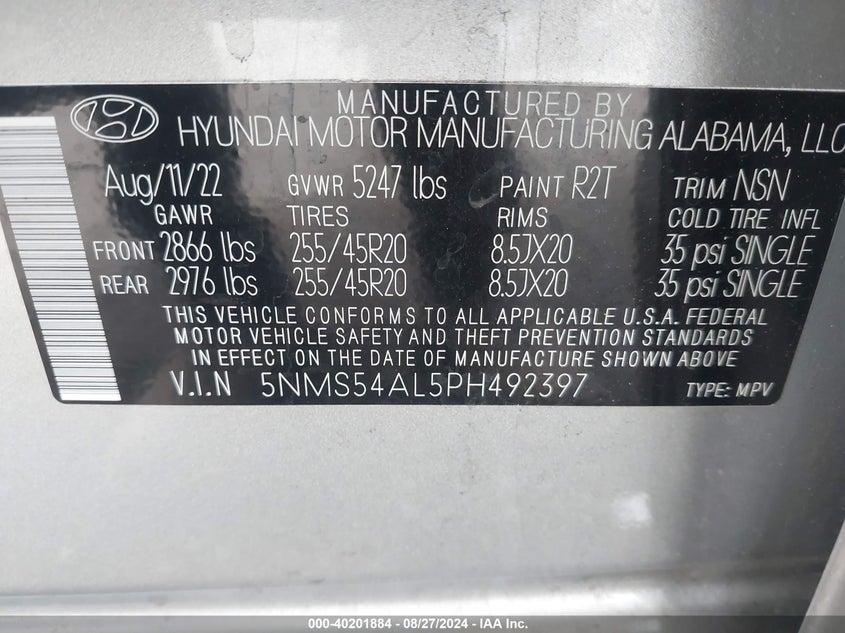 MANUFACTURED BY
HYUNDAI MOTOR MANUFACTURING ALABAMA, LLC
Aug/11/22 GVWR 5247 lbs PAINT R2T TRIM NSN
GAWR TIRES RIMS COLD TIRE INFL
FRONT 2866 lbs 255/45R20 8.5JX20 35 psi SINGLE
REAR 2976 lbs 255/45R20 8.5JX20 35 psi SINGLE
THIS VEHICLE CONFORMS TO ALL APPLICABLE U.S.A. FEDERAL
MOTOR VEHICLE SAFETY AND THEFT PREVENTION STANDARDS
IN EFFECT ON THE DATE OF MANUFACTURE SHOWN ABOVE
V.I.N 5NMS54AL5PH492397 TYPE: MPV
000-40201884 - 08/27/2024 - IAA Inc.